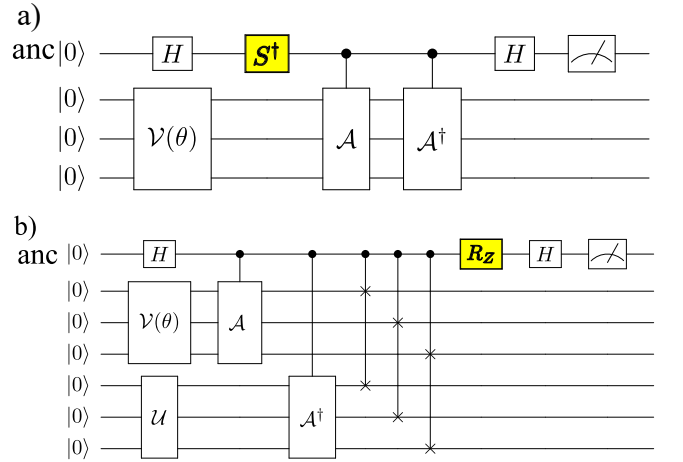 a)
anc |0⟩ H S† H
|0⟩
|0⟩ 𝒱(θ) 𝒜 𝒜†
|0⟩
b)
anc |0⟩ H R_Z H
|0⟩
|0⟩ 𝒱(θ) 𝒜
|0⟩
|0⟩
|0⟩ 𝒰 𝒜†
|0⟩